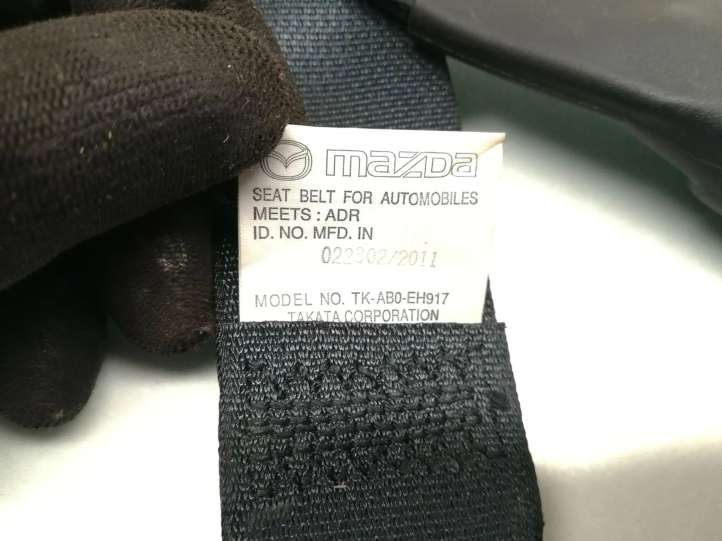 mazda
SEAT BELT FOR AUTOMOBILES
MEETS : ADR
ID. NO. MFD. IN
022302/2011
MODEL NO. TK-AB0-EH917
TAKATA CORPORATION